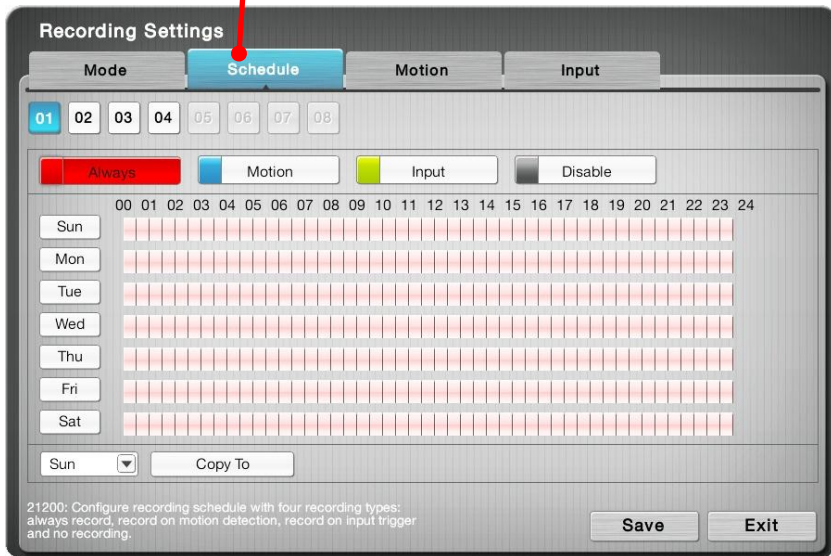 Recording Settings
Mode Schedule Motion Input
01 02 03 04 05 06 07 08
Always Motion Input Disable
00 01 02 03 04 05 06 07 08 09 10 11 12 13 14 15 16 17 18 19 20 21 22 23 24
Sun
Mon
Tue
Wed
Thu
Fri
Sat
Sun Copy To
21200: Configure recording schedule with four recording types:
always record, record on motion detection, record on input trigger
and no recording.
Save Exit